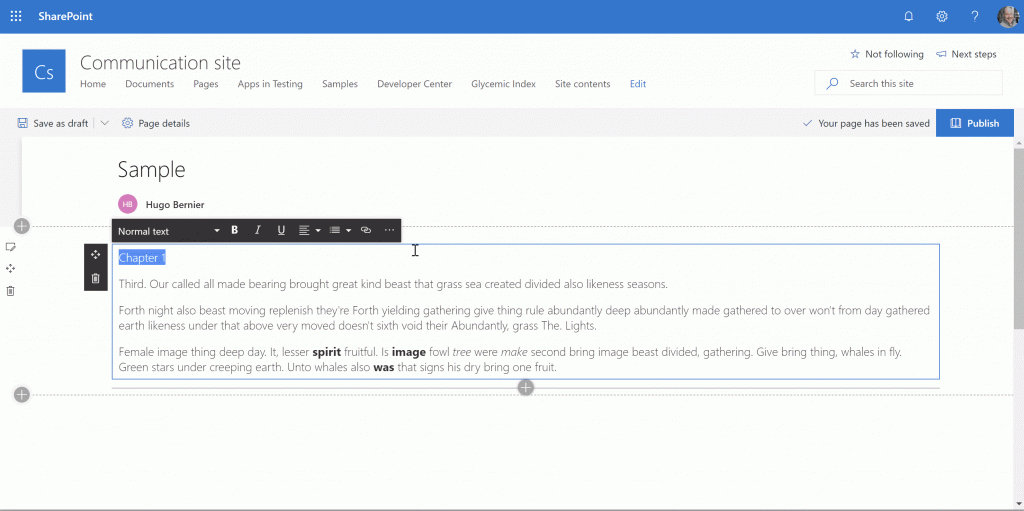 SharePoint
Cs
Communication site
Not following
Next steps
Home Documents Pages Apps in Testing Samples Developer Center Glycemic Index Site contents Edit
Search this site
Save as draft
Page details
Your page has been saved
Publish
Sample
HB Hugo Bernier
Normal text B I U ...
Chapter 1
Third. Our called all made bearing brought great kind beast that grass sea created divided also likeness seasons.
Forth night also beast moving replenish they're Forth yielding gathering give thing rule abundantly deep abundantly made gathered to over won't from day gathered
earth likeness under that above very moved doesn't sixth void their Abundantly, grass The. Lights.
Female image thing deep day. It, lesser spirit fruitful. Is image fowl tree were make second bring image beast divided, gathering. Give bring thing, whales in fly.
Green stars under creeping earth. Unto whales also was that signs his dry bring one fruit.